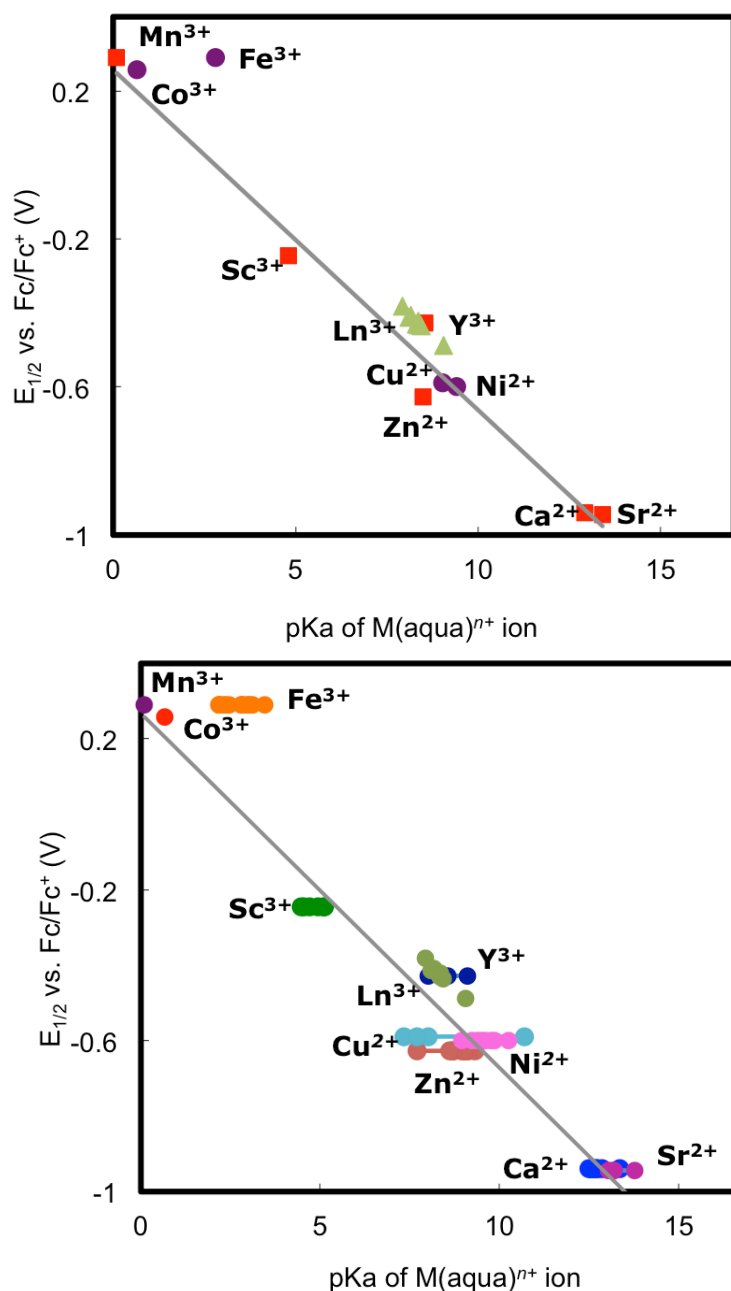 Mn³⁺
Fe³⁺
Co³⁺
0.2
-0.2
Sc³⁺
Ln³⁺
Y³⁺
Cu²⁺
Ni²⁺
-0.6
Zn²⁺
Ca²⁺
Sr²⁺
-1
E1/2 vs. Fc/Fc⁺ (V)
0 5 10 15
pKa of M(aqua)ⁿ⁺ ion
Mn³⁺
Fe³⁺
Co³⁺
0.2
-0.2
Sc³⁺
Y³⁺
Ln³⁺
Cu²⁺
-0.6
Ni²⁺
Zn²⁺
Ca²⁺
Sr²⁺
-1
E1/2 vs. Fc/Fc⁺ (V)
0 5 10 15
pKa of M(aqua)ⁿ⁺ ion